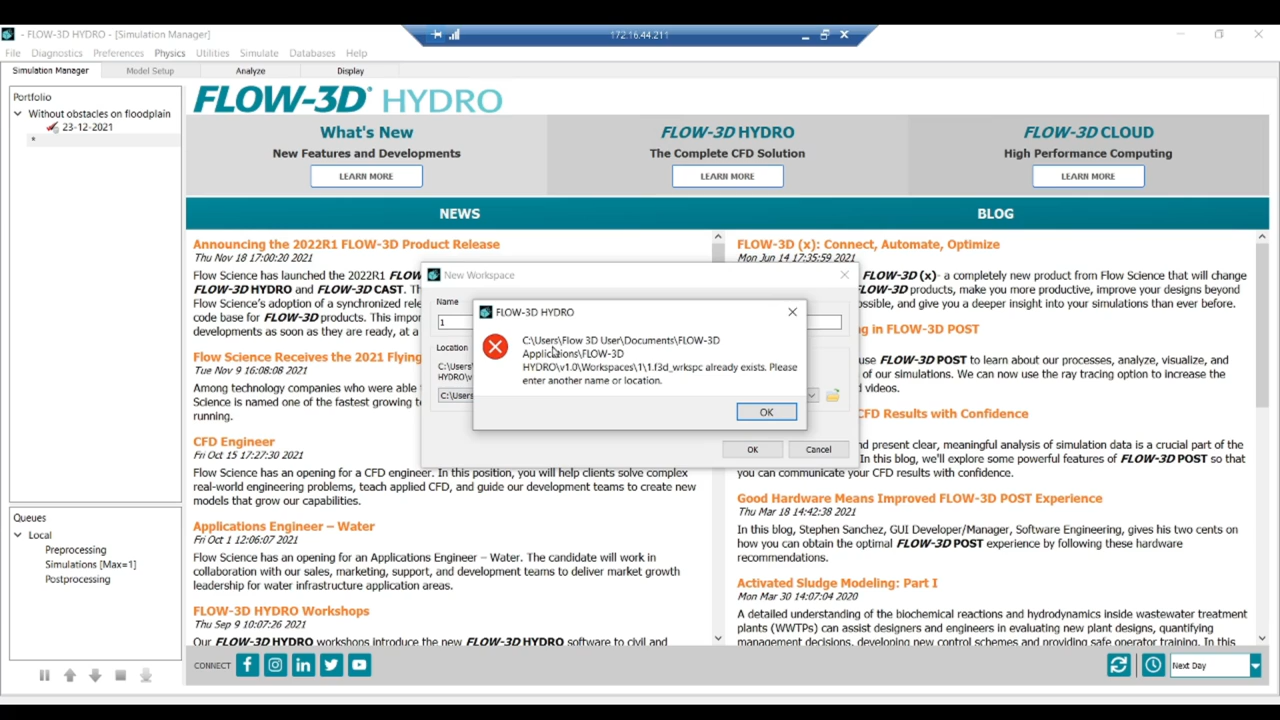 - FLOW-3D HYDRO - [Simulation Manager]
172.16.44.211
File Diagnostics Preferences Physics Utilities Simulate Databases Help
Simulation Manager Model Setup Analyze Display
Portfolio
Without obstacles on floodplain
23-12-2021
*
FLOW-3D® HYDRO
What's New
New Features and Developments
LEARN MORE
FLOW-3D HYDRO
The Complete CFD Solution
LEARN MORE
FLOW-3D CLOUD
High Performance Computing
LEARN MORE
NEWS
Announcing the 2022R1 FLOW-3D Product Release
Thu Nov 18 17:00:20 2021
Flow Science has launched the 2022R1 FLOW
FLOW-3D HYDRO and FLOW-3D CAST. T
Flow Science's adoption of a synchronized rele
code base for FLOW-3D products. This impor
developments as soon as they are ready, at a
Flow Science Receives the 2021 Flying
Tue Nov 9 16:08:08 2021
Among technology companies who were able
Science is named one of the fastest growing t
running.
CFD Engineer
Fri Oct 15 17:27:30 2021
Flow Science has an opening for a CFD engineer. In this position, you will help clients solve complex
real-world engineering problems, teach applied CFD, and guide our development teams to create new
models that grow our capabilities.
Applications Engineer – Water
Fri Oct 1 12:06:07 2021
Flow Science has an opening for an Applications Engineer – Water. The candidate will work in
collaboration with our sales, marketing, support, and development teams to deliver market growth
leadership for water infrastructure application areas.
FLOW-3D HYDRO Workshops
Thu Sep 9 10:07:26 2021
Our FLOW-3D HYDRO workshops introduce the new FLOW-3D HYDRO software to civil and
BLOG
FLOW-3D (x): Connect, Automate, Optimize
Mon Jun 14 17:35:59 2021
FLOW-3D (x)- a completely new product from Flow Science that will change
LOW-3D products, make you more productive, improve your designs beyond
ossible, and give you a deeper insight into your simulations than ever before.
ng in FLOW-3D POST
use FLOW-3D POST to learn about our processes, analyze, visualize, and
of our simulations. We can now use the ray tracing option to increase the
d videos.
CFD Results with Confidence
nd present clear, meaningful analysis of simulation data is a crucial part of the
In this blog, we'll explore some powerful features of FLOW-3D POST so that
you can communicate your CFD results with confidence.
Good Hardware Means Improved FLOW-3D POST Experience
Thu Mar 18 14:42:38 2021
In this blog, Stephen Sanchez, GUI Developer/Manager, Software Engineering, gives his two cents on
how you can obtain the optimal FLOW-3D POST experience by following these hardware
recommendations.
Activated Sludge Modeling: Part I
Mon Mar 30 14:07:04 2020
A detailed understanding of the biochemical reactions and hydrodynamics inside wastewater treatment
plants (WWTPs) can assist designers and engineers in evaluating new plant designs, quantifying
management decisions, developing new control schemes and providing safe operator training. In this
New Workspace
Name
1
Location
C:\Users
HYDRO\v
C:\Users
OK Cancel
FLOW-3D HYDRO
C:\Users\Flow 3D User\Documents\FLOW-3D
Applications\FLOW-3D
HYDRO\v1.0\Workspaces\1\1.f3d_wrkspc already exists. Please
enter another name or location.
OK
Queues
Local
Preprocessing
Simulations [Max=1]
Postprocessing
CONNECT
Next Day